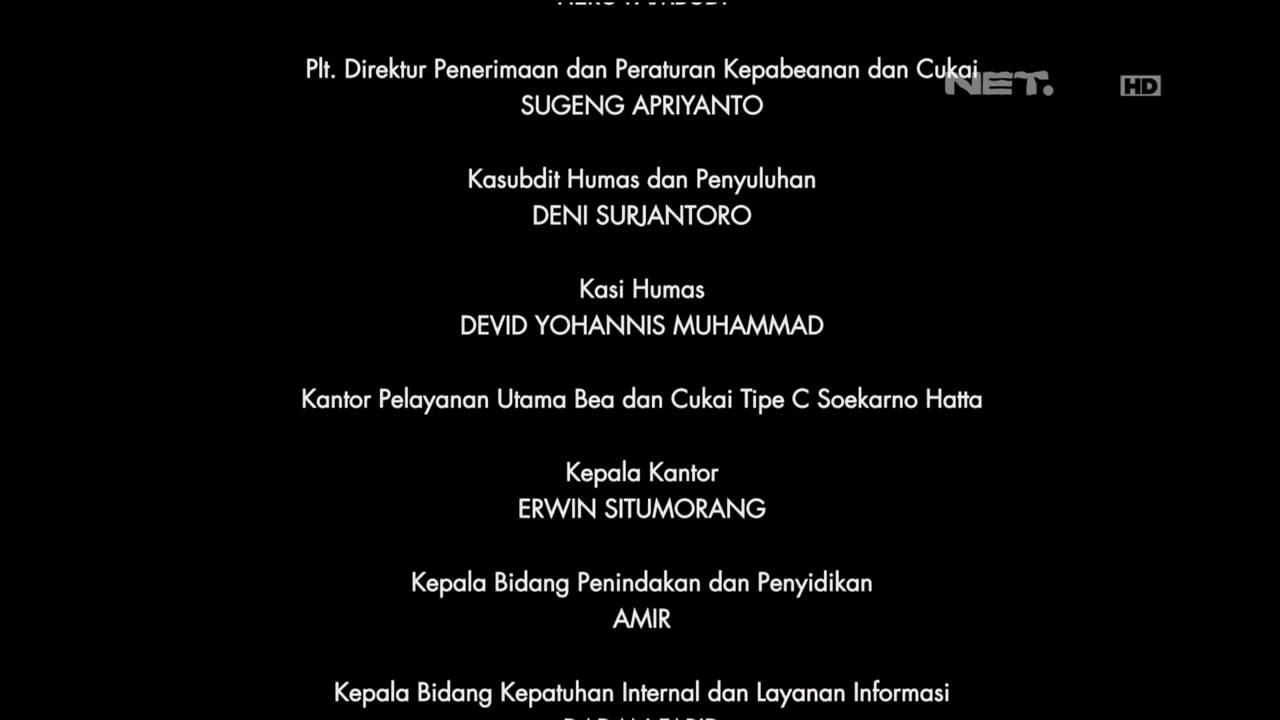 Plt. Direktur Penerimaan dan Peraturan Kepabeanan dan Cukai
NET.
HD
SUGENG APRIYANTO
Kasubdit Humas dan Penyuluhan
DENI SURJANTORO
Kasi Humas
DEVID YOHANNIS MUHAMMAD
Kantor Pelayanan Utama Bea dan Cukai Tipe C Soekarno Hatta
Kepala Kantor
ERWIN SITUMORANG
Kepala Bidang Penindakan dan Penyidikan
AMIR
Kepala Bidang Kepatuhan Internal dan Layanan Informasi